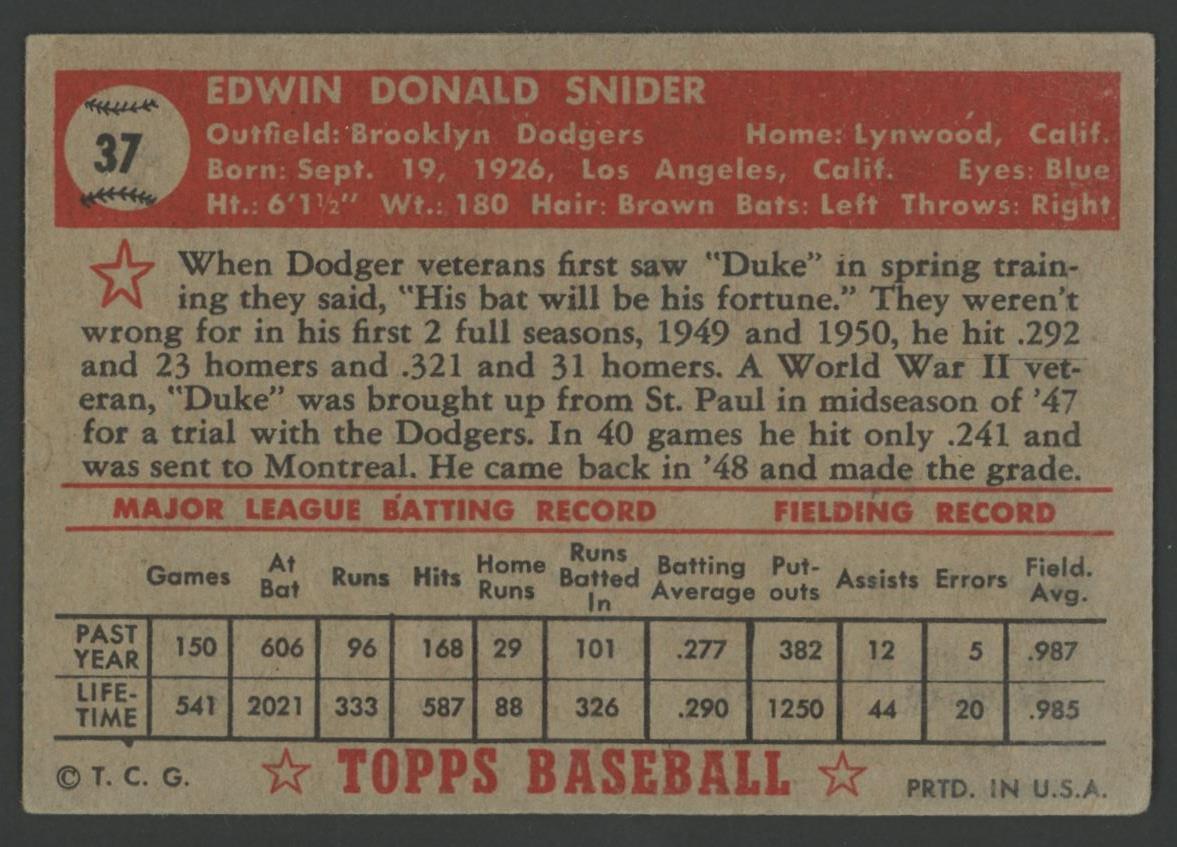 37
EDWIN DONALD SNIDER
Outfield: Brooklyn Dodgers Home: Lynwood, Calif.
Born: Sept. 19, 1926, Los Angeles, Calif. Eyes: Blue
Ht.: 6'1½" Wt.: 180 Hair: Brown Bats: Left Throws: Right
When Dodger veterans first saw "Duke" in spring train-
ing they said, "His bat will be his fortune." They weren't
wrong for in his first 2 full seasons, 1949 and 1950, he hit .292
and 23 homers and .321 and 31 homers. A World War II vet-
eran, "Duke" was brought up from St. Paul in midseason of '47
for a trial with the Dodgers. In 40 games he hit only .241 and
was sent to Montreal. He came back in '48 and made the grade.
MAJOR LEAGUE BATTING RECORD FIELDING RECORD
Games At Bat Runs Hits Home Runs Runs Batted In Batting Average Put-outs Assists Errors Field. Avg.
PAST YEAR 150 606 96 168 29 101 .277 382 12 5 .987
LIFE-TIME 541 2021 333 587 88 326 .290 1250 44 20 .985
© T. C. G. TOPPS BASEBALL PRTD. IN U.S.A.